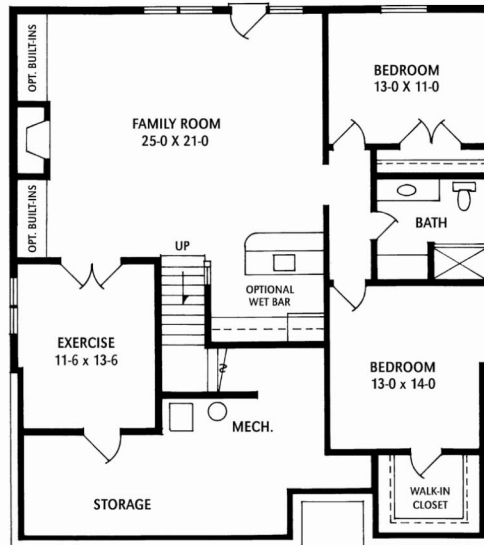 OPT. BUILT-INS
BEDROOM
13-0 X 11-0
FAMILY ROOM
25-0 X 21-0
OPT. BUILT-INS
BATH
UP
OPTIONAL
WET BAR
EXERCISE
11-6 x 13-6
BEDROOM
13-0 x 14-0
MECH.
STORAGE
WALK-IN
CLOSET